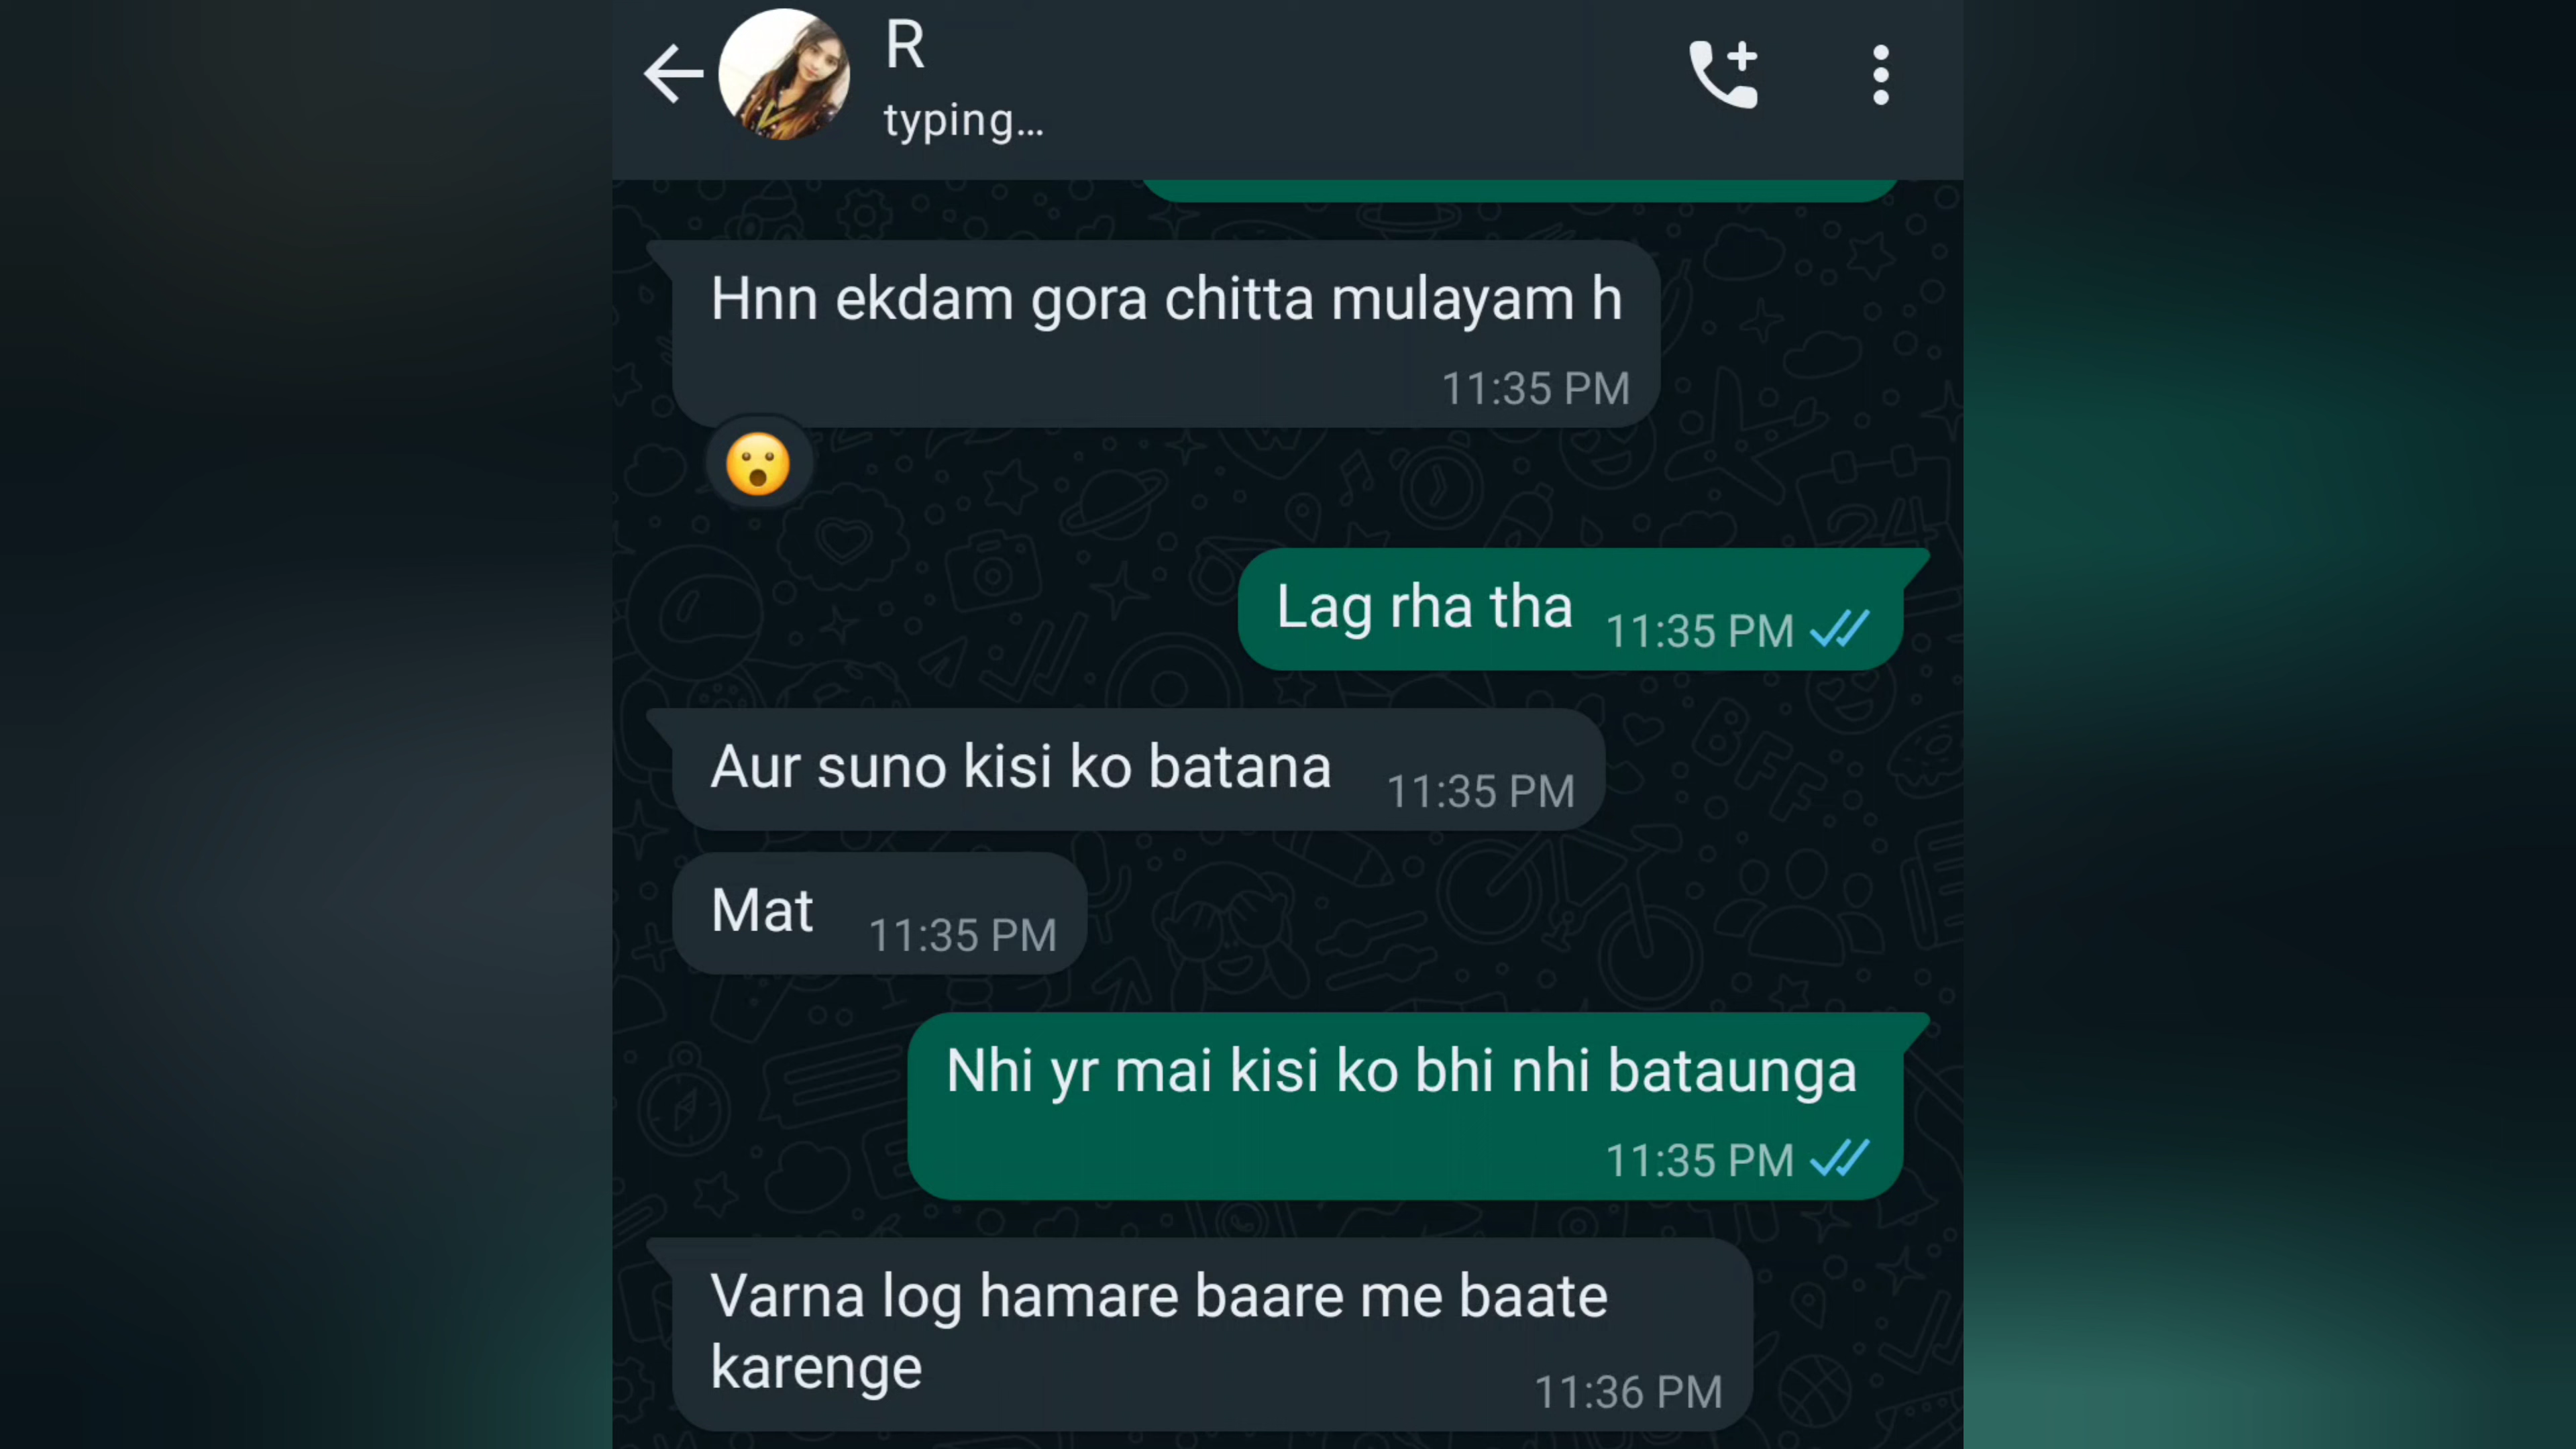 R
typing...
Hnn ekdam gora chitta mulayam h
11:35 PM
Lag rha tha 11:35 PM
Aur suno kisi ko batana 11:35 PM
Mat 11:35 PM
Nhi yr mai kisi ko bhi nhi bataunga
11:35 PM
Varna log hamare baare me baate
karenge 11:36 PM